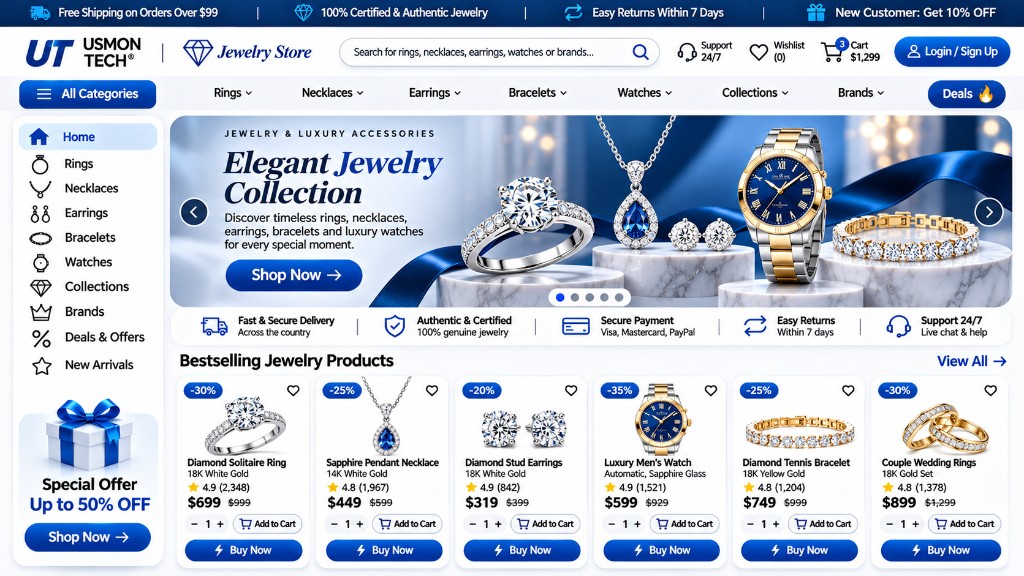 Free Shipping on Orders Over $99
100% Certified & Authentic Jewelry
Easy Returns Within 7 Days
New Customer: Get 10% OFF
UT
USMON
TECH®
Jewelry Store
Search for rings, necklaces, earrings, watches or brands...
Support
24/7
Wishlist
(0)
3
Cart
$1,299
Login / Sign Up
All Categories
Rings
Necklaces
Earrings
Bracelets
Watches
Collections
Brands
Deals
Home
Rings
Necklaces
Earrings
Bracelets
Watches
Collections
Brands
Deals & Offers
New Arrivals
Special Offer
Up to 50% OFF
Shop Now
JEWELRY & LUXURY ACCESSORIES
Elegant Jewelry
Collection
Discover timeless rings, necklaces,
earrings, bracelets and luxury watches
for every special moment.
Shop Now
Fast & Secure Delivery
Across the country
Authentic & Certified
100% genuine jewelry
Secure Payment
Visa, Mastercard, PayPal
Easy Returns
Within 7 days
Support 24/7
Live chat & help
Bestselling Jewelry Products
View All
-30%
Diamond Solitaire Ring
18K White Gold
4.9 (2,348)
$699 $999
− 1 +
Add to Cart
Buy Now
-25%
Sapphire Pendant Necklace
14K White Gold
4.8 (1,967)
$449 $599
− 1 +
Add to Cart
Buy Now
-20%
Diamond Stud Earrings
18K White Gold
4.9 (842)
$319 $399
− 1 +
Add to Cart
Buy Now
-35%
Luxury Men's Watch
Automatic, Sapphire Glass
4.9 (1,521)
$599 $929
− 1 +
Add to Cart
Buy Now
-25%
Diamond Tennis Bracelet
18K Yellow Gold
4.8 (1,204)
$749 $999
− 1 +
Add to Cart
Buy Now
-30%
Couple Wedding Rings
18K Gold Set
4.8 (1,378)
$899 $1,299
− 1 +
Add to Cart
Buy Now